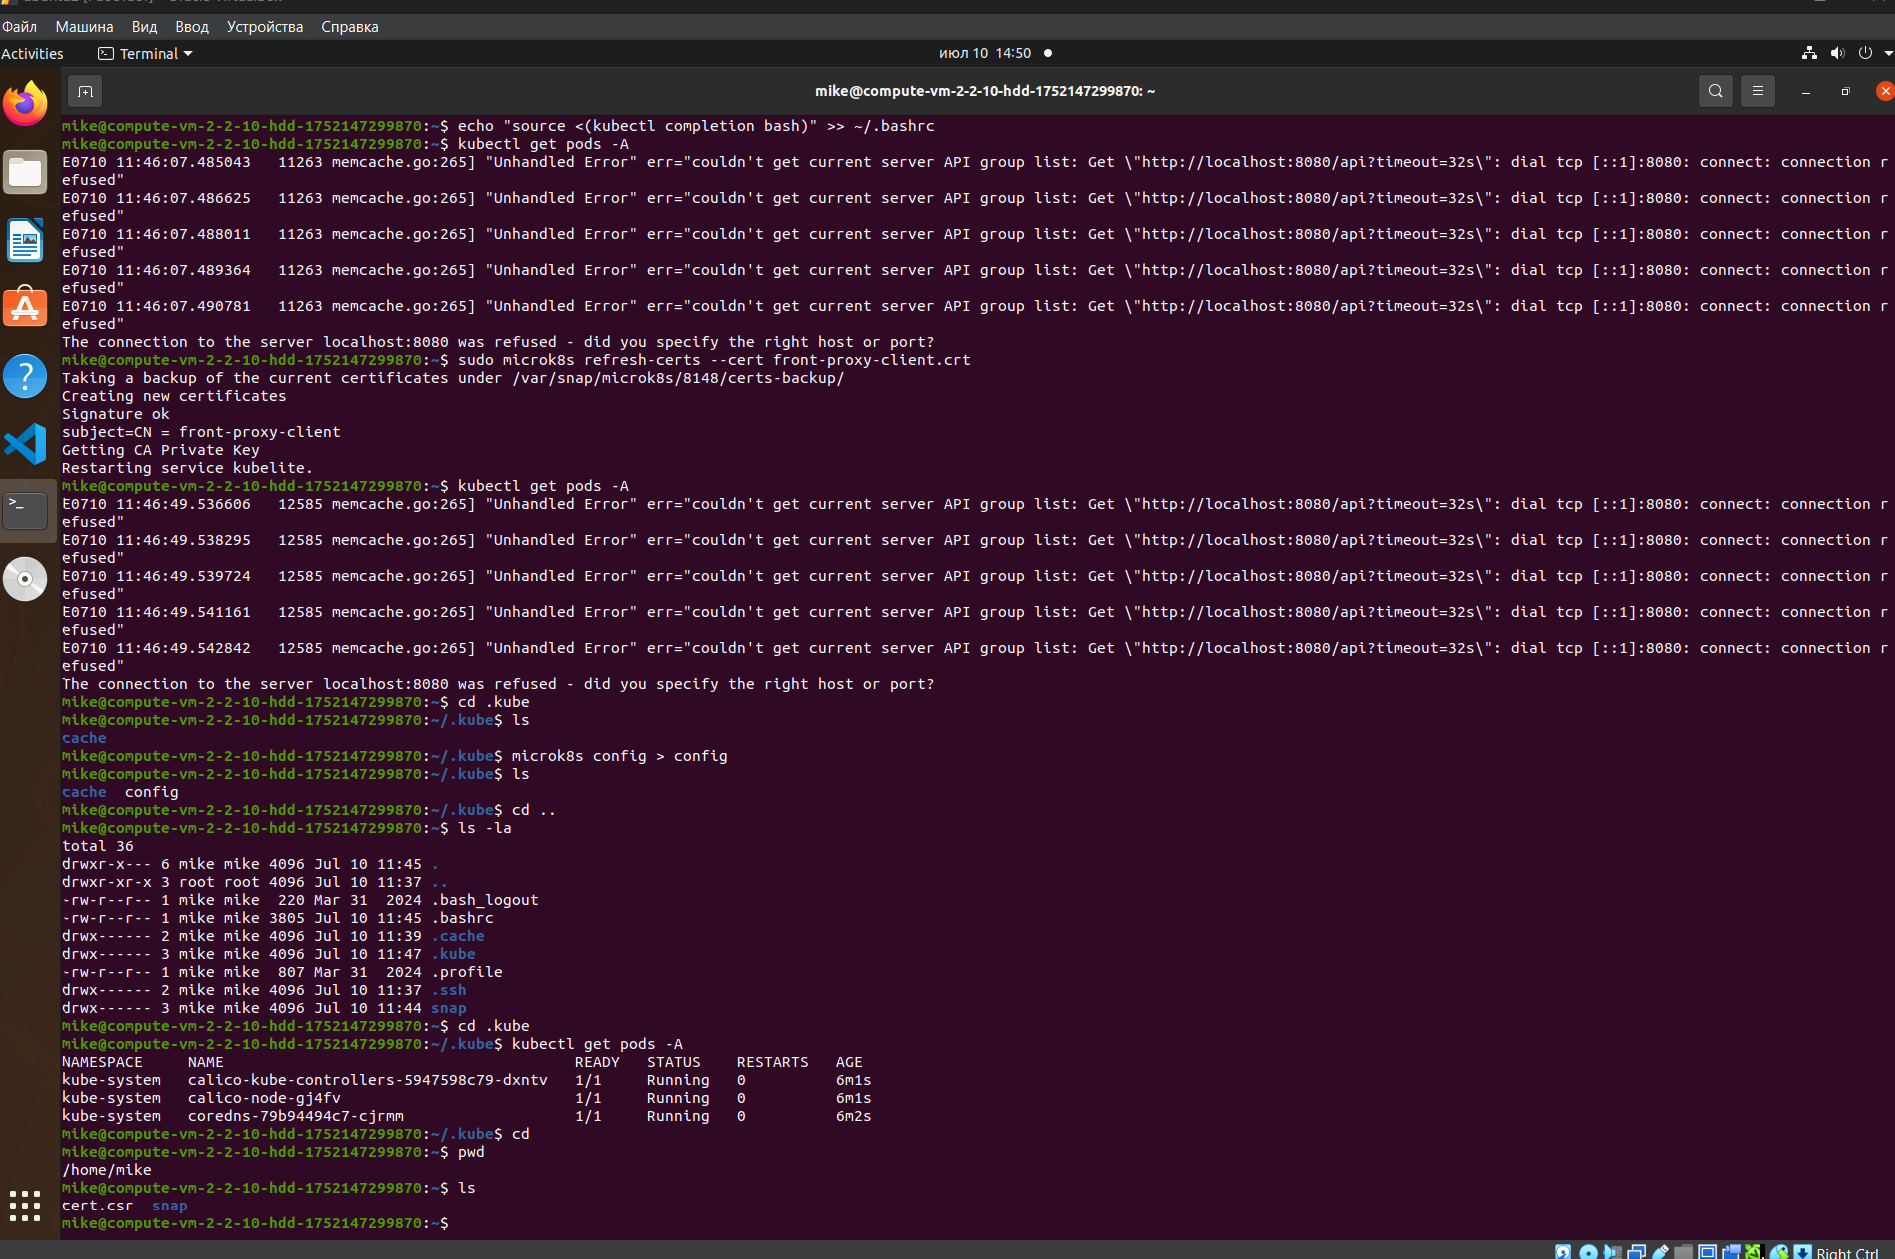 Файл Машина Вид Ввод Устройства Справка
Activities Terminal июл 10 14:50
mike@compute-vm-2-2-10-hdd-1752147299870: ~
mike@compute-vm-2-2-10-hdd-1752147299870:~$ echo "source <(kubectl completion bash)" >> ~/.bashrc
mike@compute-vm-2-2-10-hdd-1752147299870:~$ kubectl get pods -A
E0710 11:46:07.485043   11263 memcache.go:265] "Unhandled Error" err="couldn't get current server API group list: Get \"http://localhost:8080/api?timeout=32s\": dial tcp [::1]:8080: connect: connection r
efused"
E0710 11:46:07.486625   11263 memcache.go:265] "Unhandled Error" err="couldn't get current server API group list: Get \"http://localhost:8080/api?timeout=32s\": dial tcp [::1]:8080: connect: connection r
efused"
E0710 11:46:07.488011   11263 memcache.go:265] "Unhandled Error" err="couldn't get current server API group list: Get \"http://localhost:8080/api?timeout=32s\": dial tcp [::1]:8080: connect: connection r
efused"
E0710 11:46:07.489364   11263 memcache.go:265] "Unhandled Error" err="couldn't get current server API group list: Get \"http://localhost:8080/api?timeout=32s\": dial tcp [::1]:8080: connect: connection r
efused"
E0710 11:46:07.490781   11263 memcache.go:265] "Unhandled Error" err="couldn't get current server API group list: Get \"http://localhost:8080/api?timeout=32s\": dial tcp [::1]:8080: connect: connection r
efused"
The connection to the server localhost:8080 was refused - did you specify the right host or port?
mike@compute-vm-2-2-10-hdd-1752147299870:~$ sudo microk8s refresh-certs --cert front-proxy-client.crt
Taking a backup of the current certificates under /var/snap/microk8s/8148/certs-backup/
Creating new certificates
Signature ok
subject=CN = front-proxy-client
Getting CA Private Key
Restarting service kubelite.
mike@compute-vm-2-2-10-hdd-1752147299870:~$ kubectl get pods -A
E0710 11:46:49.536606   12585 memcache.go:265] "Unhandled Error" err="couldn't get current server API group list: Get \"http://localhost:8080/api?timeout=32s\": dial tcp [::1]:8080: connect: connection r
efused"
E0710 11:46:49.538295   12585 memcache.go:265] "Unhandled Error" err="couldn't get current server API group list: Get \"http://localhost:8080/api?timeout=32s\": dial tcp [::1]:8080: connect: connection r
efused"
E0710 11:46:49.539724   12585 memcache.go:265] "Unhandled Error" err="couldn't get current server API group list: Get \"http://localhost:8080/api?timeout=32s\": dial tcp [::1]:8080: connect: connection r
efused"
E0710 11:46:49.541161   12585 memcache.go:265] "Unhandled Error" err="couldn't get current server API group list: Get \"http://localhost:8080/api?timeout=32s\": dial tcp [::1]:8080: connect: connection r
efused"
E0710 11:46:49.542842   12585 memcache.go:265] "Unhandled Error" err="couldn't get current server API group list: Get \"http://localhost:8080/api?timeout=32s\": dial tcp [::1]:8080: connect: connection r
efused"
The connection to the server localhost:8080 was refused - did you specify the right host or port?
mike@compute-vm-2-2-10-hdd-1752147299870:~$ cd .kube
mike@compute-vm-2-2-10-hdd-1752147299870:~/.kube$ ls
cache
mike@compute-vm-2-2-10-hdd-1752147299870:~/.kube$ microk8s config > config
mike@compute-vm-2-2-10-hdd-1752147299870:~/.kube$ ls
cache  config
mike@compute-vm-2-2-10-hdd-1752147299870:~/.kube$ cd ..
mike@compute-vm-2-2-10-hdd-1752147299870:~$ ls -la
total 36
drwxr-x--- 6 mike mike 4096 Jul 10 11:45 .
drwxr-xr-x 3 root root 4096 Jul 10 11:37 ..
-rw-r--r-- 1 mike mike  220 Mar 31  2024 .bash_logout
-rw-r--r-- 1 mike mike 3805 Jul 10 11:45 .bashrc
drwx------ 2 mike mike 4096 Jul 10 11:39 .cache
drwx------ 3 mike mike 4096 Jul 10 11:47 .kube
-rw-r--r-- 1 mike mike  807 Mar 31  2024 .profile
drwx------ 2 mike mike 4096 Jul 10 11:37 .ssh
drwx------ 3 mike mike 4096 Jul 10 11:44 snap
mike@compute-vm-2-2-10-hdd-1752147299870:~$ cd .kube
mike@compute-vm-2-2-10-hdd-1752147299870:~/.kube$ kubectl get pods -A
NAMESPACE     NAME                                       READY   STATUS    RESTARTS   AGE
kube-system   calico-kube-controllers-5947598c79-dxntv   1/1     Running   0          6m1s
kube-system   calico-node-gj4fv                          1/1     Running   0          6m1s
kube-system   coredns-79b94494c7-cjrmm                   1/1     Running   0          6m2s
mike@compute-vm-2-2-10-hdd-1752147299870:~/.kube$ cd
mike@compute-vm-2-2-10-hdd-1752147299870:~$ pwd
/home/mike
mike@compute-vm-2-2-10-hdd-1752147299870:~$ ls
cert.csr  snap
mike@compute-vm-2-2-10-hdd-1752147299870:~$
Right Ctrl